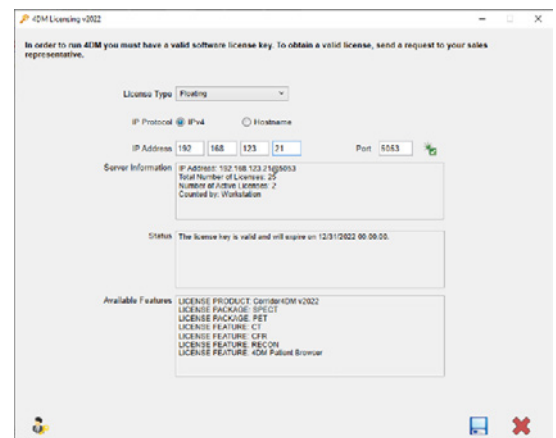 4DM Licensing v2022
In order to run 4DM you must have a valid software license key. To obtain a valid license, send a request to your sales
representative.
License Type Floating
IP Protocol IPv4 Hostname
IP Address 192 168 123 21 Port 5053
Server Information IP Address: 192.168.123.21@5053
Total Number of Licenses: 25
Number of Active Licenses: 2
Counted by: Workstation
Status The license key is valid and will expire on 12/31/2022 00:00:00.
Available Features LICENSE PRODUCT: Corridor4DM v2022
LICENSE PACKAGE: SPECT
LICENSE PACKAGE: PET
LICENSE FEATURE: CT
LICENSE FEATURE: CFR
LICENSE FEATURE: RECON
LICENSE FEATURE: 4DM Patient Browser